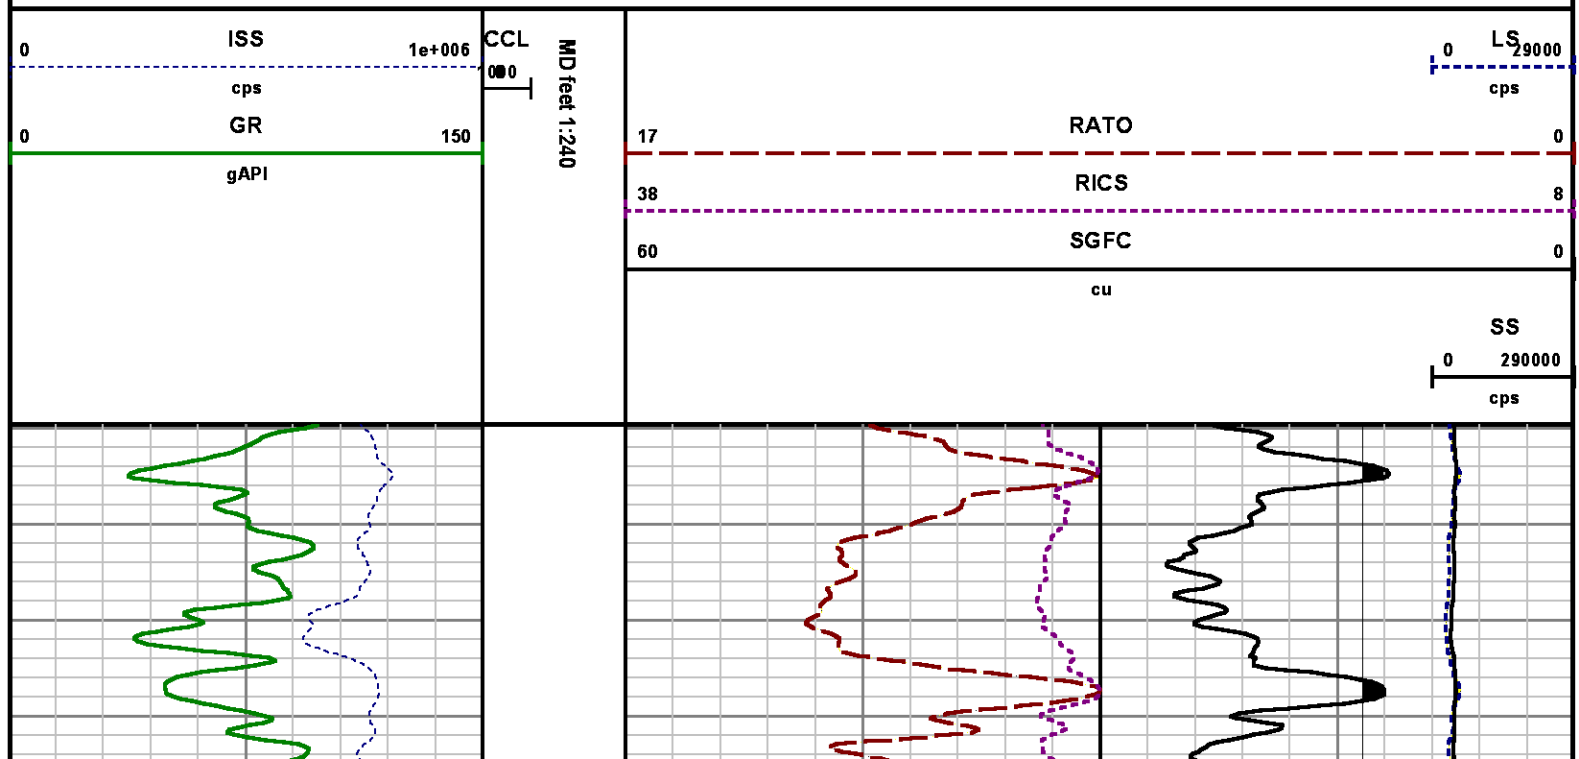 ISS
0 1e+006
cps
GR
0 150
gAPI
CCL
MD feet 1:240
LS
0 29000
cps
RATO
17 0
RICS
38 8
SGFC
60 0
cu
SS
0 290000
cps